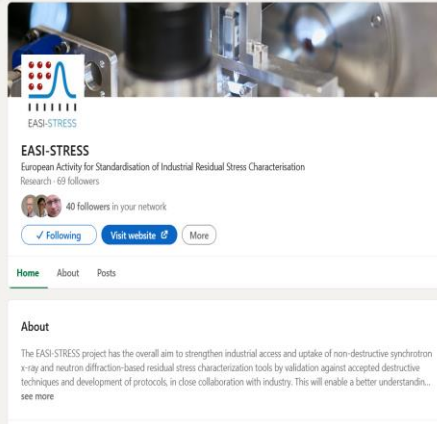 EASI-STRESS
EASI-STRESS
European Activity for Standardisation of Industrial Residual Stress Characterisation
Research · 69 followers
40 followers in your network
✓ Following Visit website More
Home About Posts
About
The EASI-STRESS project has the overall aim to strengthen industrial access and uptake of non-destructive synchrotron
x-ray and neutron diffraction-based residual stress characterization tools by validation against accepted destructive
techniques and development of protocols, in close collaboration with industry. This will enable a better understandin...
see more